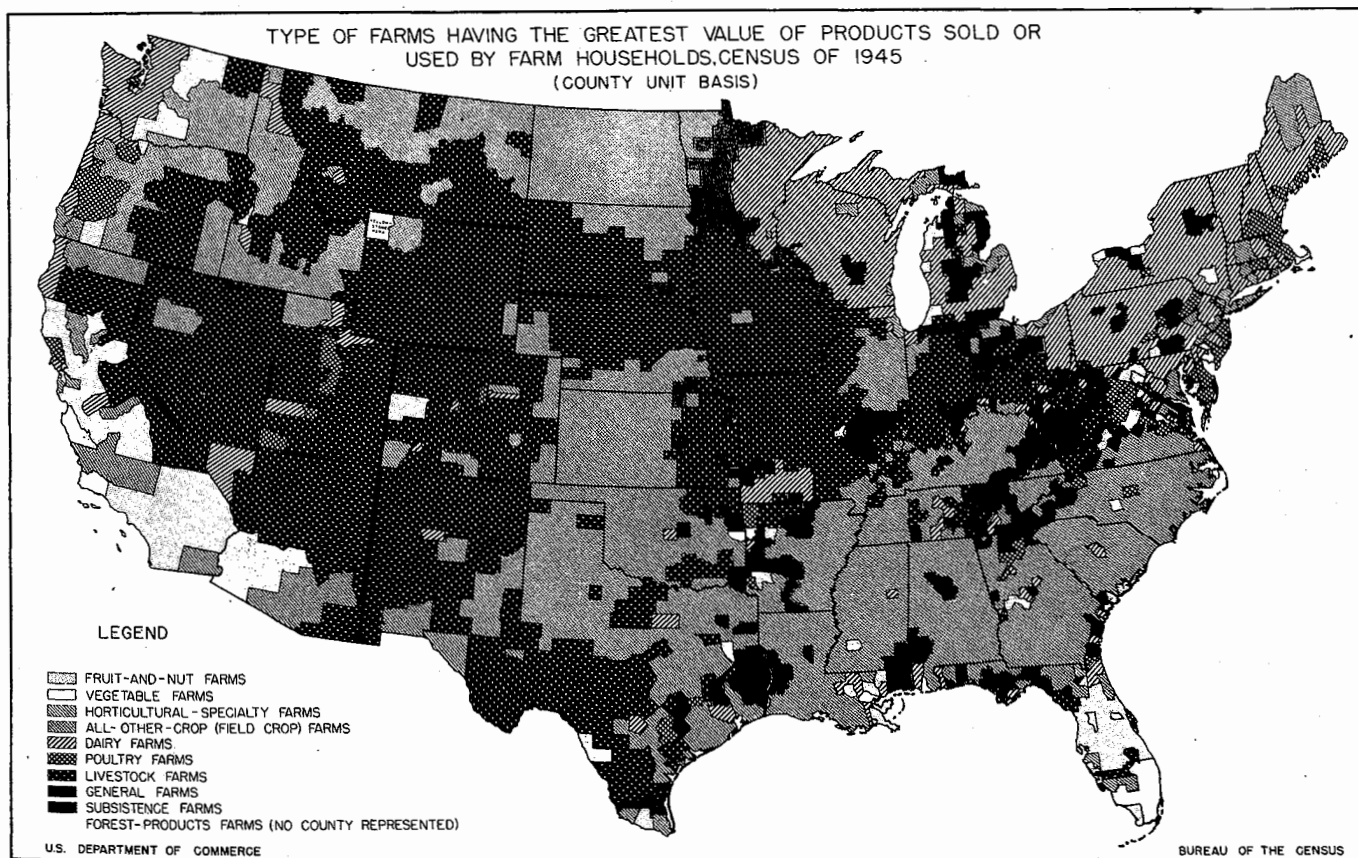 TYPE OF FARMS HAVING THE GREATEST VALUE OF PRODUCTS SOLD OR
USED BY FARM HOUSEHOLDS, CENSUS OF 1945
(COUNTY UNIT BASIS)
LEGEND
FRUIT-AND-NUT FARMS
VEGETABLE FARMS
HORTICULTURAL-SPECIALTY FARMS
ALL-OTHER-CROP (FIELD CROP) FARMS
DAIRY FARMS
POULTRY FARMS
LIVESTOCK FARMS
GENERAL FARMS
SUBSISTENCE FARMS
FOREST-PRODUCTS FARMS (NO COUNTY REPRESENTED)
U.S. DEPARTMENT OF COMMERCE
BUREAU OF THE CENSUS